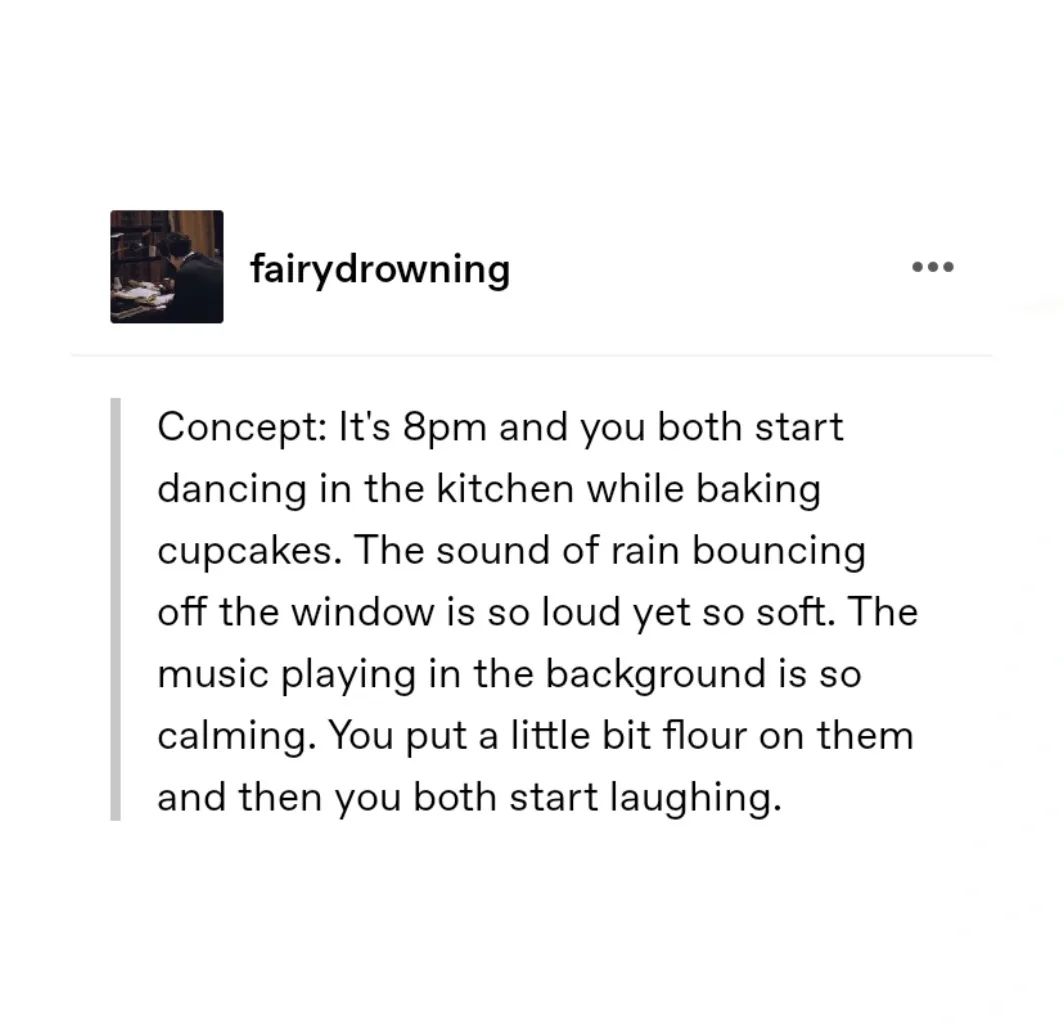 fairydrowning
Concept: It's 8pm and you both start
dancing in the kitchen while baking
cupcakes. The sound of rain bouncing
off the window is so loud yet so soft. The
music playing in the background is so
calming. You put a little bit flour on them
and then you both start laughing.